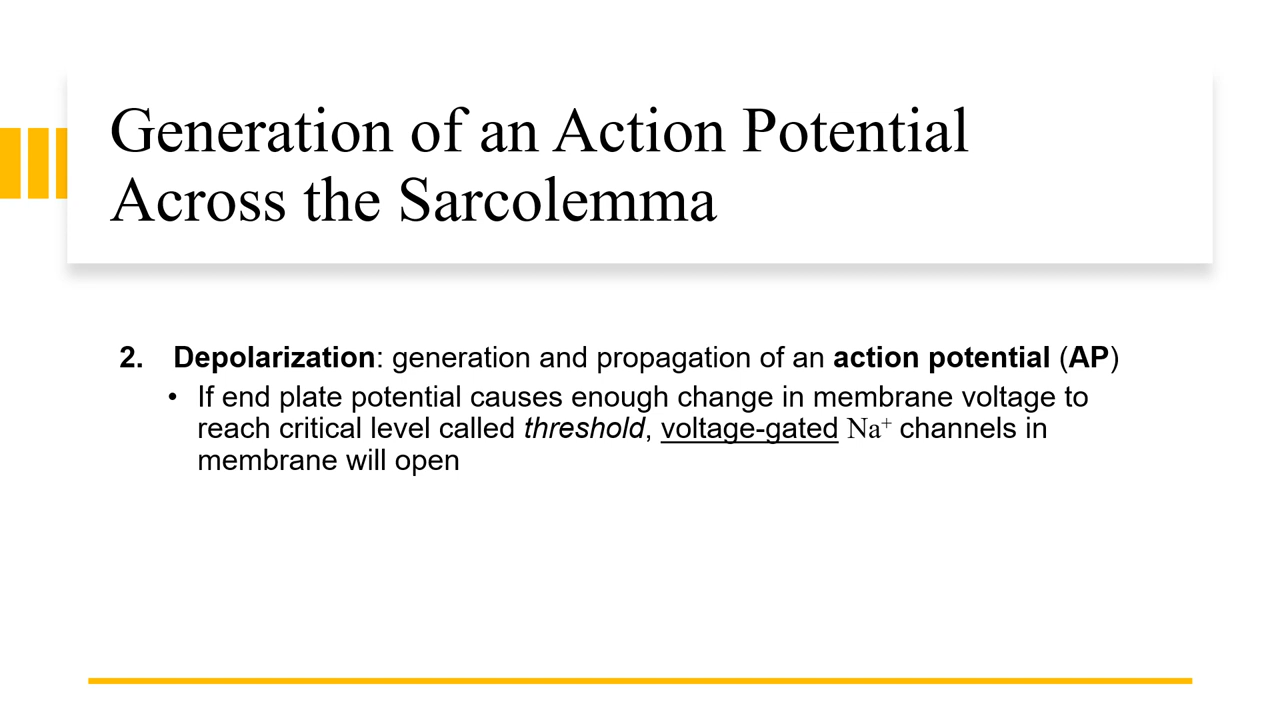 Generation of an Action Potential
Across the Sarcolemma
2. Depolarization: generation and propagation of an action potential (AP)
• If end plate potential causes enough change in membrane voltage to
reach critical level called threshold, voltage-gated Na⁺ channels in
membrane will open